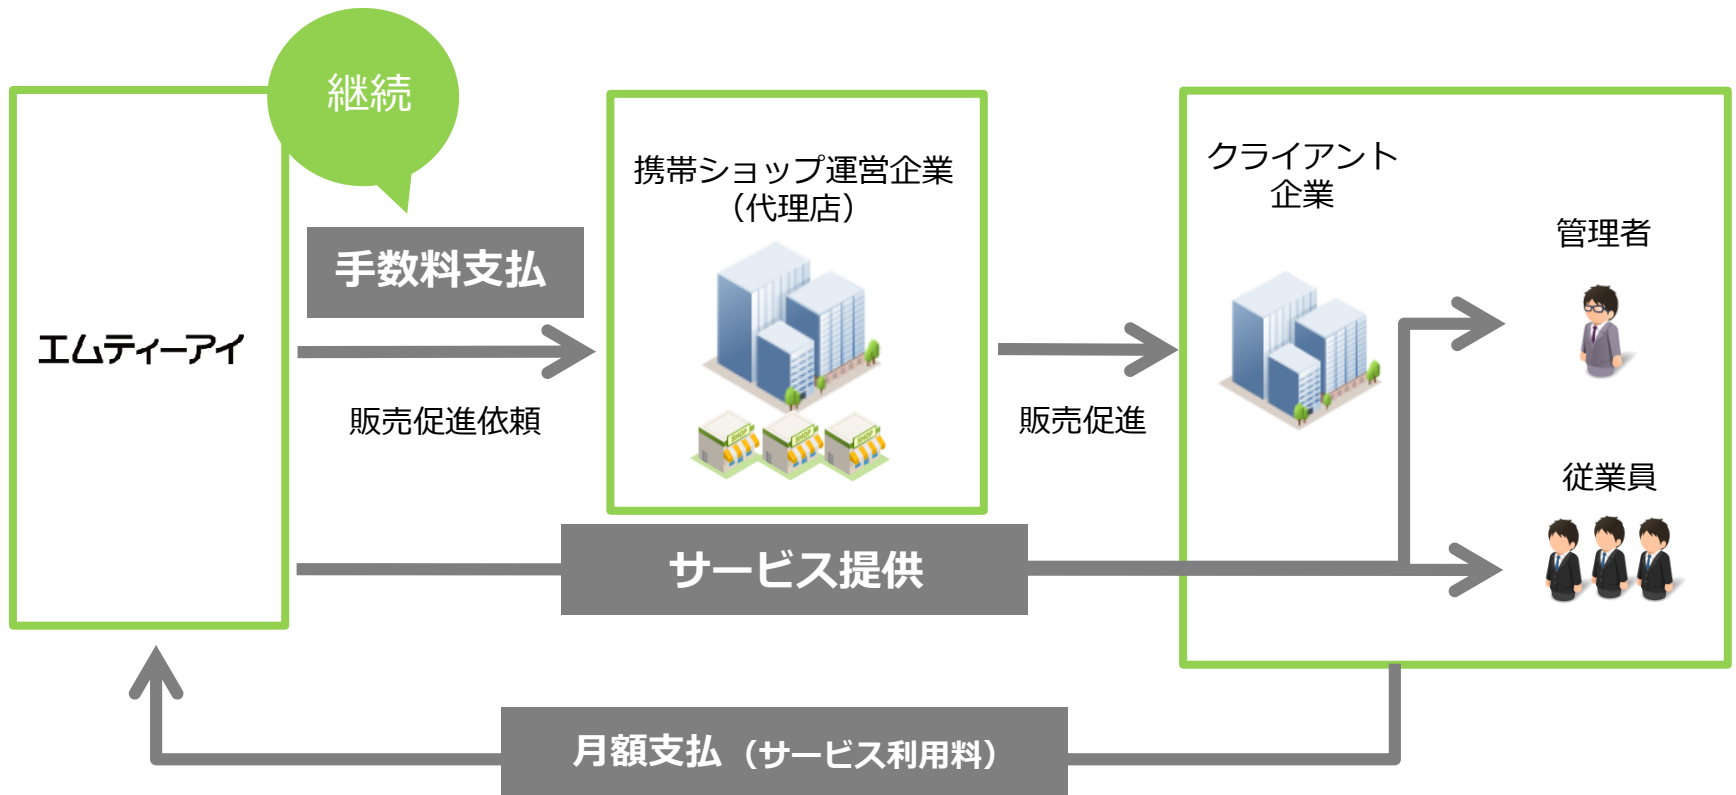 継続
手数料支払
エムティーアイ
販売促進依頼
携帯ショップ運営企業
（代理店）
SHOP
SHOP
SHOP
販売促進
クライアント
企業
管理者
従業員
サービス提供
月額支払（サービス利用料）